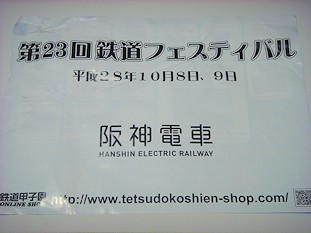 第23回鉄道フェスティバル
平成28年10月8日、9日
阪神電車
HANSHIN ELECTRIC RAILWAY
鉄道甲子園
ONLINE SHOP
http://www.tetsudokoshien-shop.com/